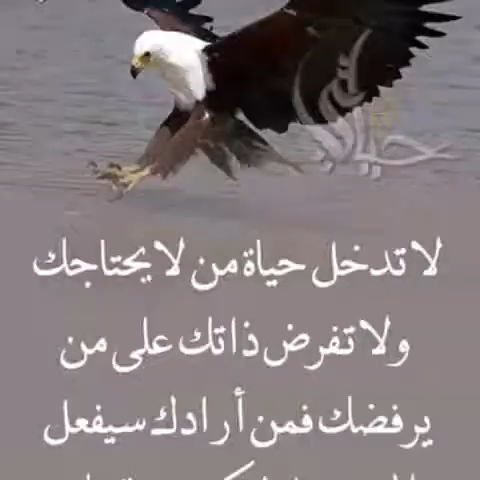 لا تدخل حياة من لا يحتاجك
ولا تفرض ذاتك على من
يرفضك فمن أرادك سيفعل